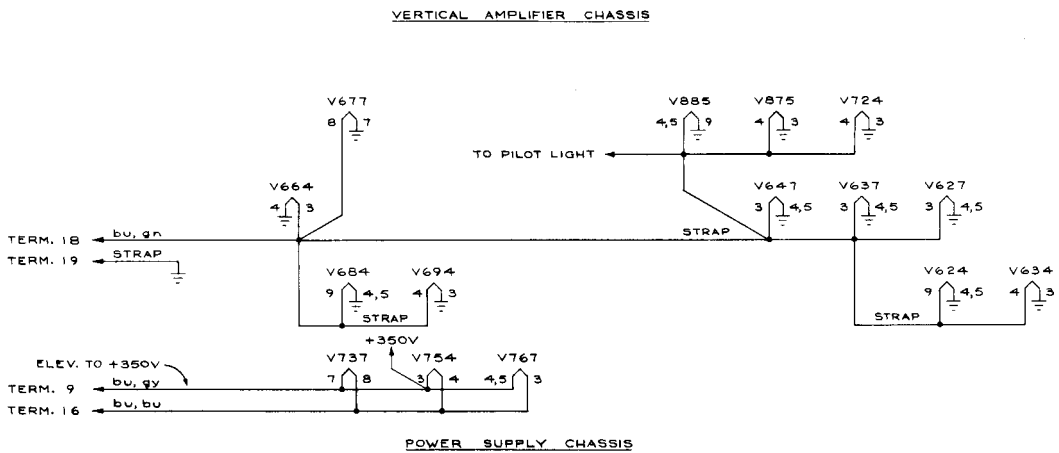 VERTICAL AMPLIFIER CHASSIS
V677
8 7
V885 V875 V724
4,5 9 4 3 4 3
TO PILOT LIGHT
V664
4 3
V647 V637 V627
3 4,5 3 4,5 3 4,5
TERM. 18 bu, gn STRAP
TERM. 19 STRAP
V684 V694
9 4,5 4 3
STRAP
V624 V634
9 4,5 4 3
STRAP
+350V
ELEV. TO +350V
V737 V754 V767
7 8 3 4 4,5 3
TERM. 9 bu, gy
TERM. 16 bu, bu
POWER SUPPLY CHASSIS